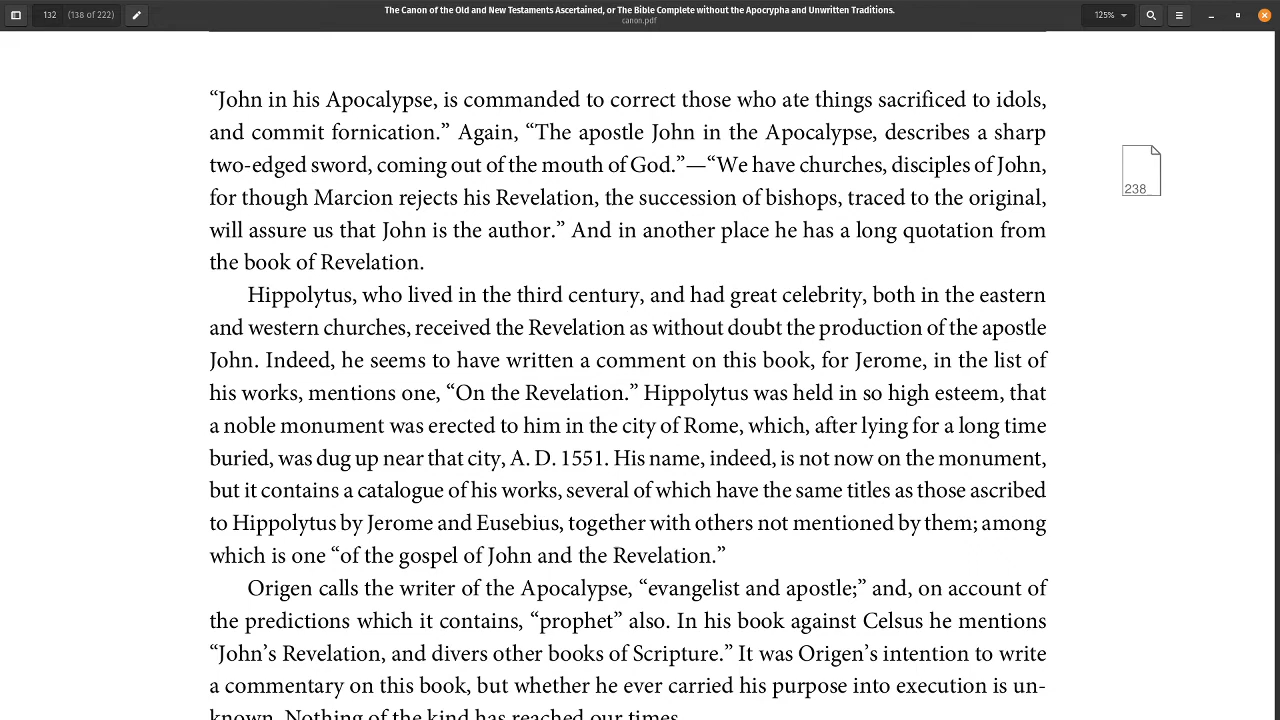 132 (138 of 222)
The Canon of the Old and New Testaments Ascertained, or The Bible Complete without the Apocrypha and Unwritten Traditions.
canon.pdf
125%
“John in his Apocalypse, is commanded to correct those who ate things sacrificed to idols,
and commit fornication.” Again, “The apostle John in the Apocalypse, describes a sharp
two-edged sword, coming out of the mouth of God.”—“We have churches, disciples of John,
for though Marcion rejects his Revelation, the succession of bishops, traced to the original,
will assure us that John is the author.” And in another place he has a long quotation from
the book of Revelation.
238
Hippolytus, who lived in the third century, and had great celebrity, both in the eastern
and western churches, received the Revelation as without doubt the production of the apostle
John. Indeed, he seems to have written a comment on this book, for Jerome, in the list of
his works, mentions one, “On the Revelation.” Hippolytus was held in so high esteem, that
a noble monument was erected to him in the city of Rome, which, after lying for a long time
buried, was dug up near that city, A. D. 1551. His name, indeed, is not now on the monument,
but it contains a catalogue of his works, several of which have the same titles as those ascribed
to Hippolytus by Jerome and Eusebius, together with others not mentioned by them; among
which is one “of the gospel of John and the Revelation.”
Origen calls the writer of the Apocalypse, “evangelist and apostle;” and, on account of
the predictions which it contains, “prophet” also. In his book against Celsus he mentions
“John’s Revelation, and divers other books of Scripture.” It was Origen’s intention to write
a commentary on this book, but whether he ever carried his purpose into execution is un-
known. Nothing of the kind has reached our times.